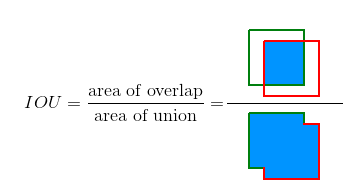 IOU = area of overlap / area of union =